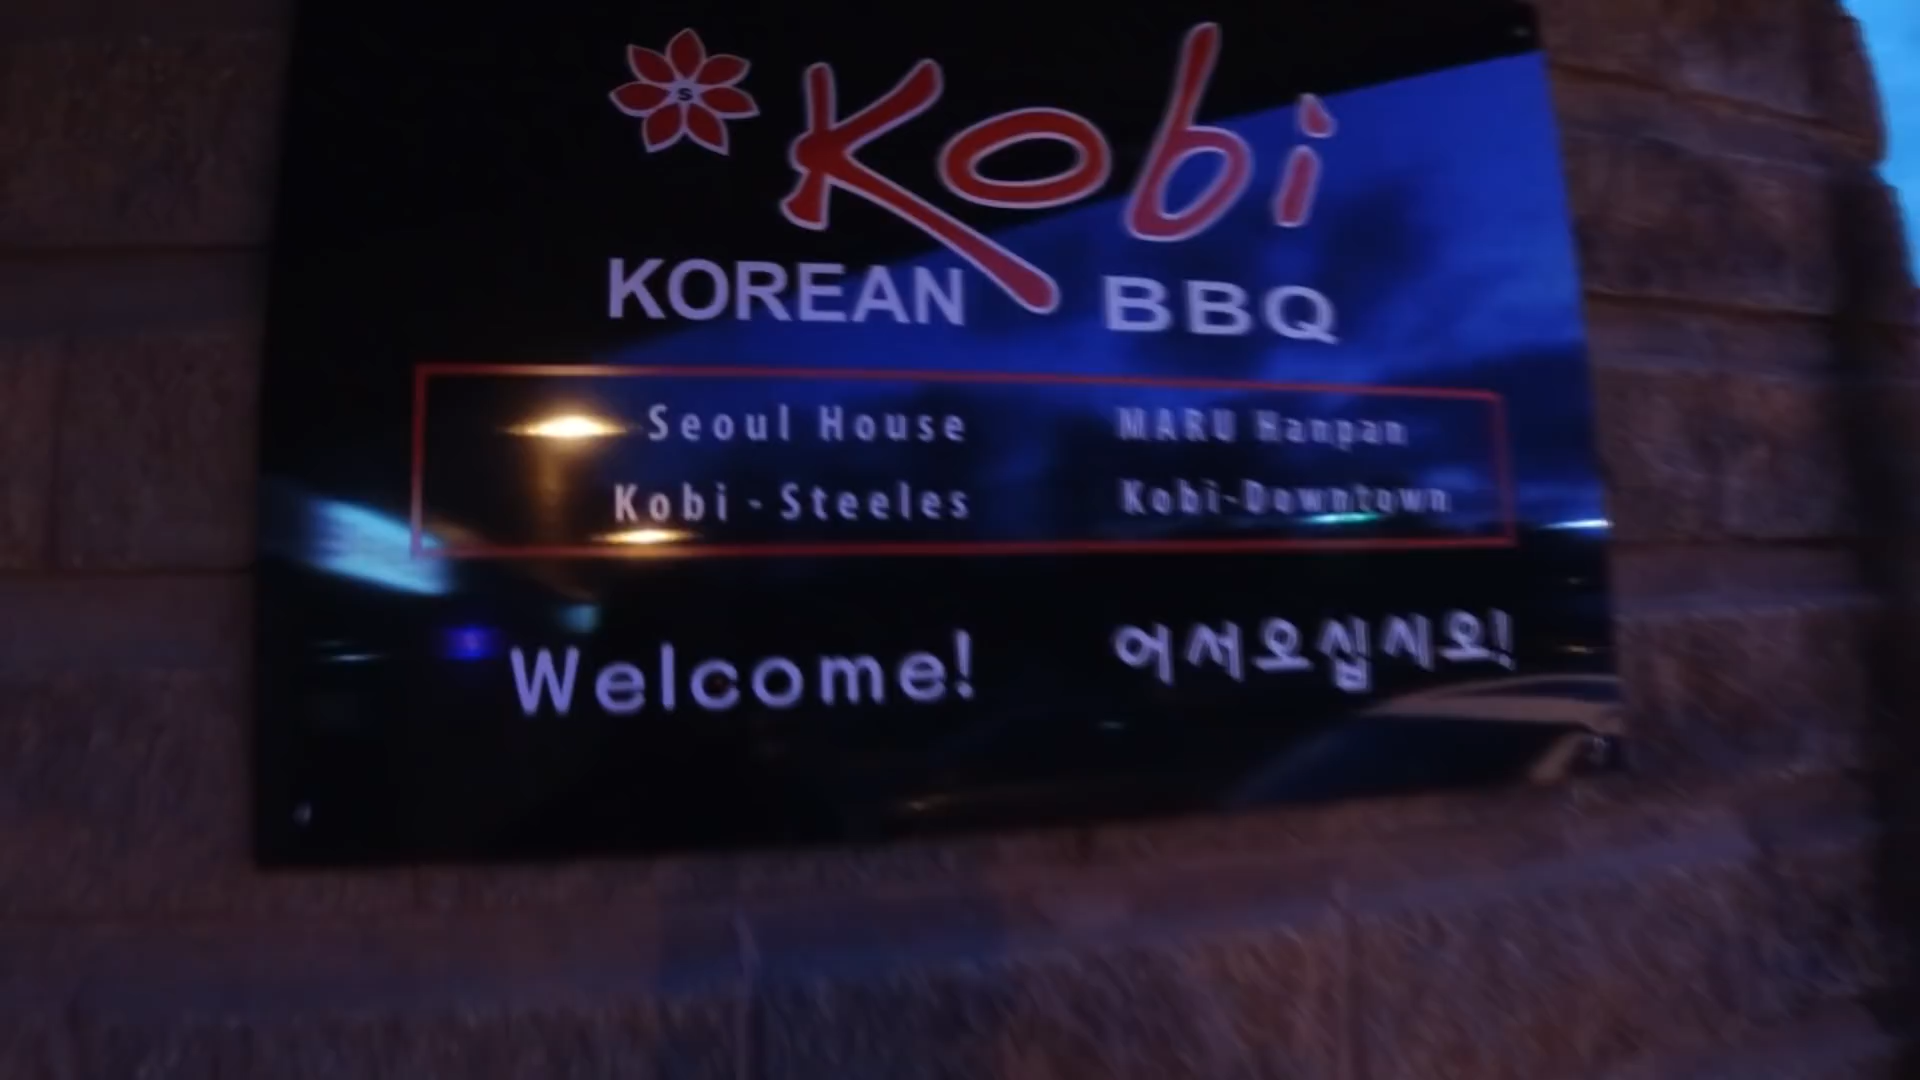 S
Kobi
KOREAN BBQ
Seoul House MARU Hanpan
Kobi - Steeles Kobi-Downtown
Welcome! 어서오십시오!